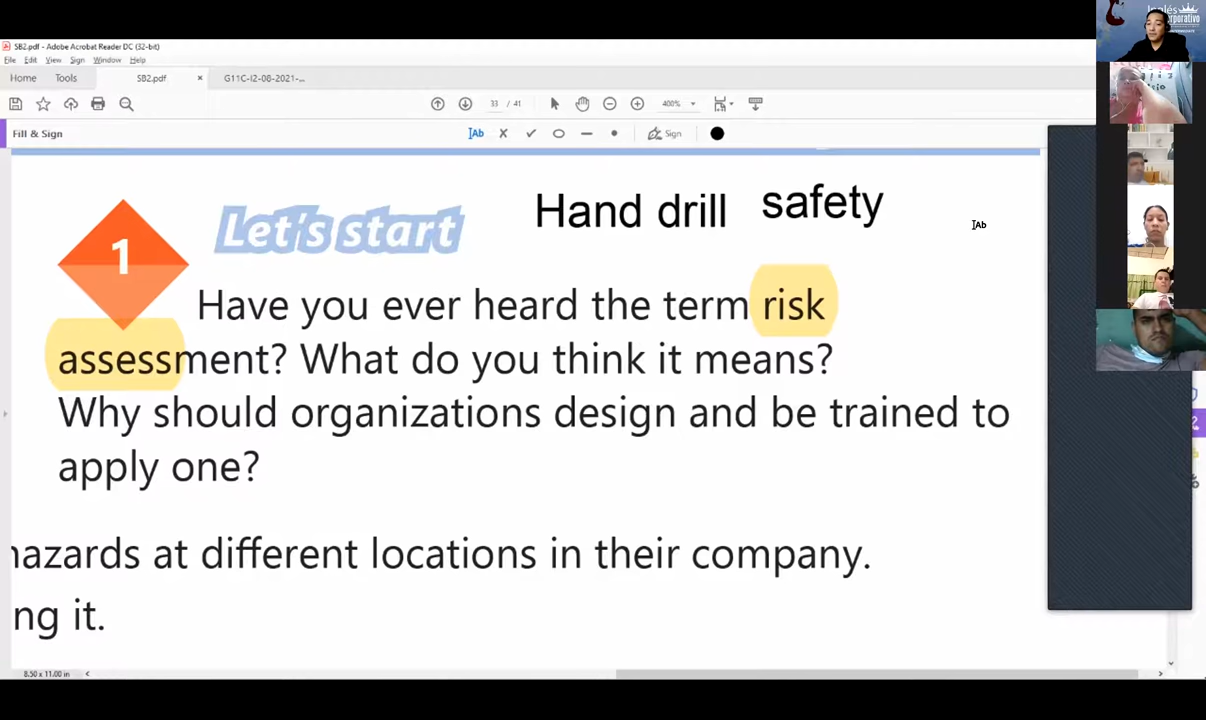 SB2.pdf - Adobe Acrobat Reader DC (32-bit)
File Edit View Sign Window Help
Home Tools SB2.pdf × G11C-I2-08-2021-...
33 / 41 400%
Fill & Sign
Ab Sign
1
Let's start
Hand drill safety
Ab
Have you ever heard the term risk
assessment? What do you think it means?
Why should organizations design and be trained to
apply one?
hazards at different locations in their company.
ng it.
8.50 x 11.00 in
Inglés